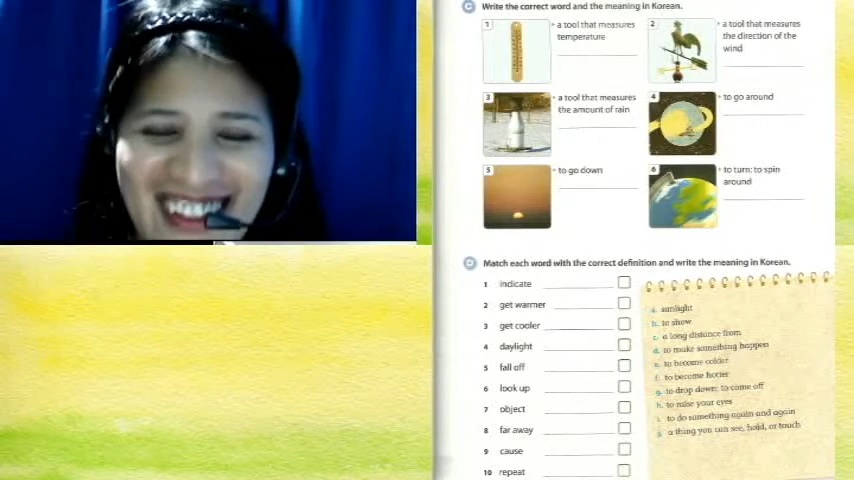 C Write the correct word and the meaning in Korean.
1 a tool that measures
temperature
2 a tool that measures
the direction of the
wind
3 a tool that measures
the amount of rain
4 to go around
5 to go down
6 to turn; to spin
around
D Match each word with the correct definition and write the meaning in Korean.
1 indicate
2 get warmer
3 get cooler
4 daylight
5 fall off
6 look up
7 object
8 far away
9 cause
10 repeat
a. sunlight
b. to show
c. a long distance from
d. to make something happen
e. to become colder
f. to become hotter
g. to drop down; to come off
h. to raise your eyes
i. to do something again and again
j. a thing you can see, hold, or touch